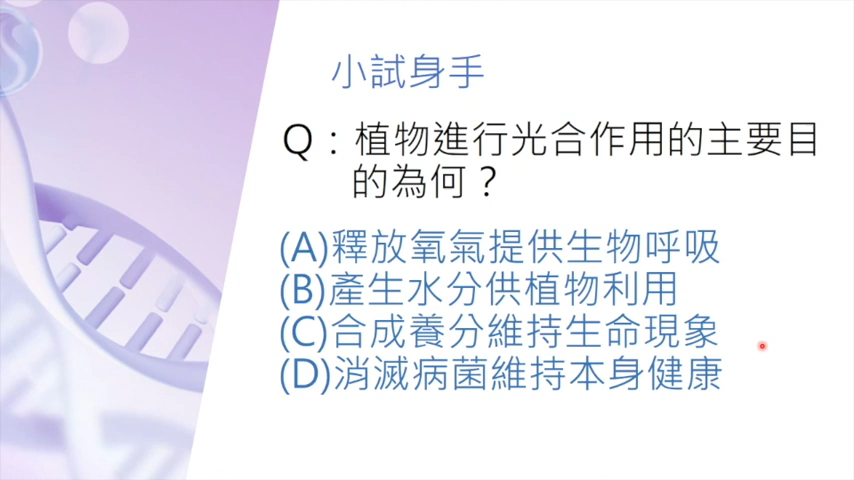 小試身手
Q：植物進行光合作用的主要目
的為何？
(A)釋放氧氣提供生物呼吸
(B)產生水分供植物利用
(C)合成養分維持生命現象
(D)消滅病菌維持本身健康